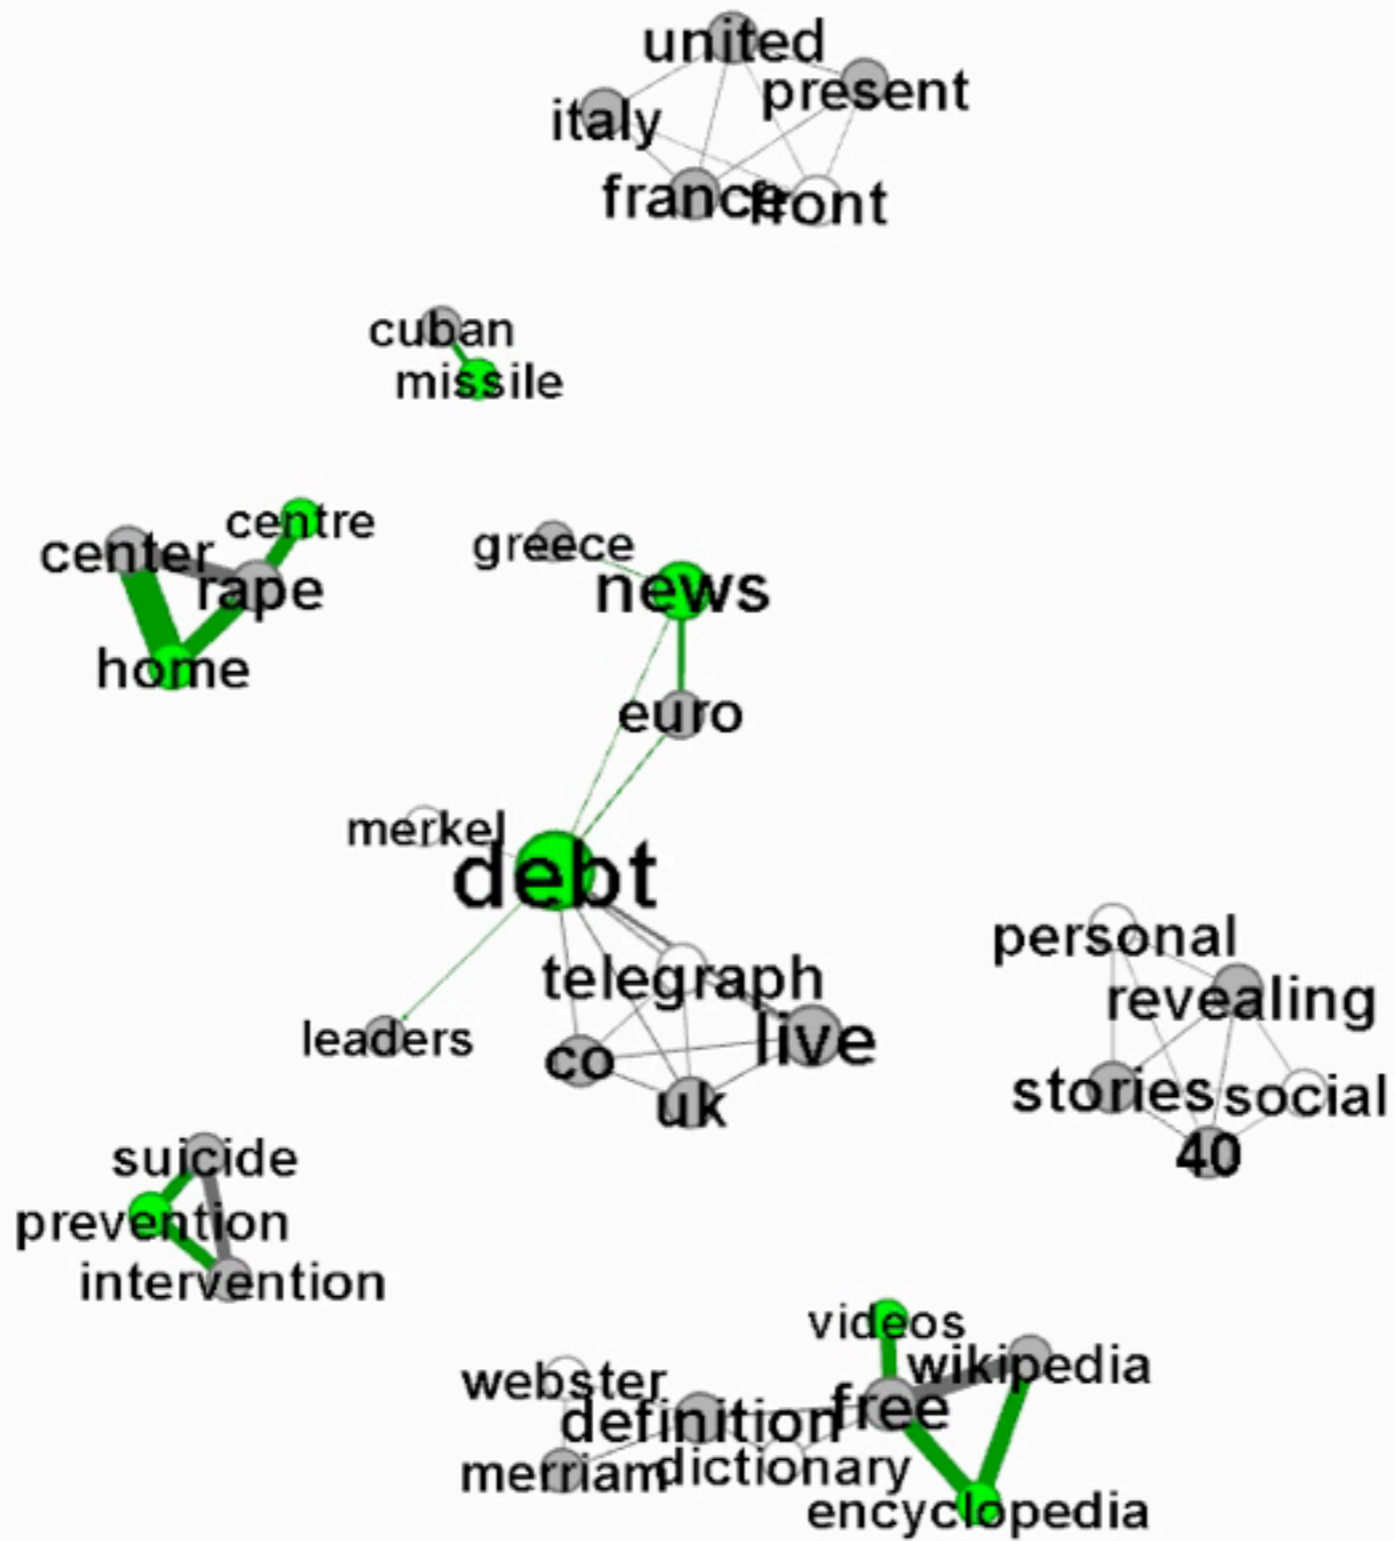 united
present
italy
france
front
cuban
missile
centre
center
rape
home
greece
news
euro
merkel
debt
telegraph
live
leaders
co
uk
personal
revealing
stories
social
40
suicide
prevention
intervention
videos
wikipedia
webster
definition
free
merriam
dictionary
encyclopedia